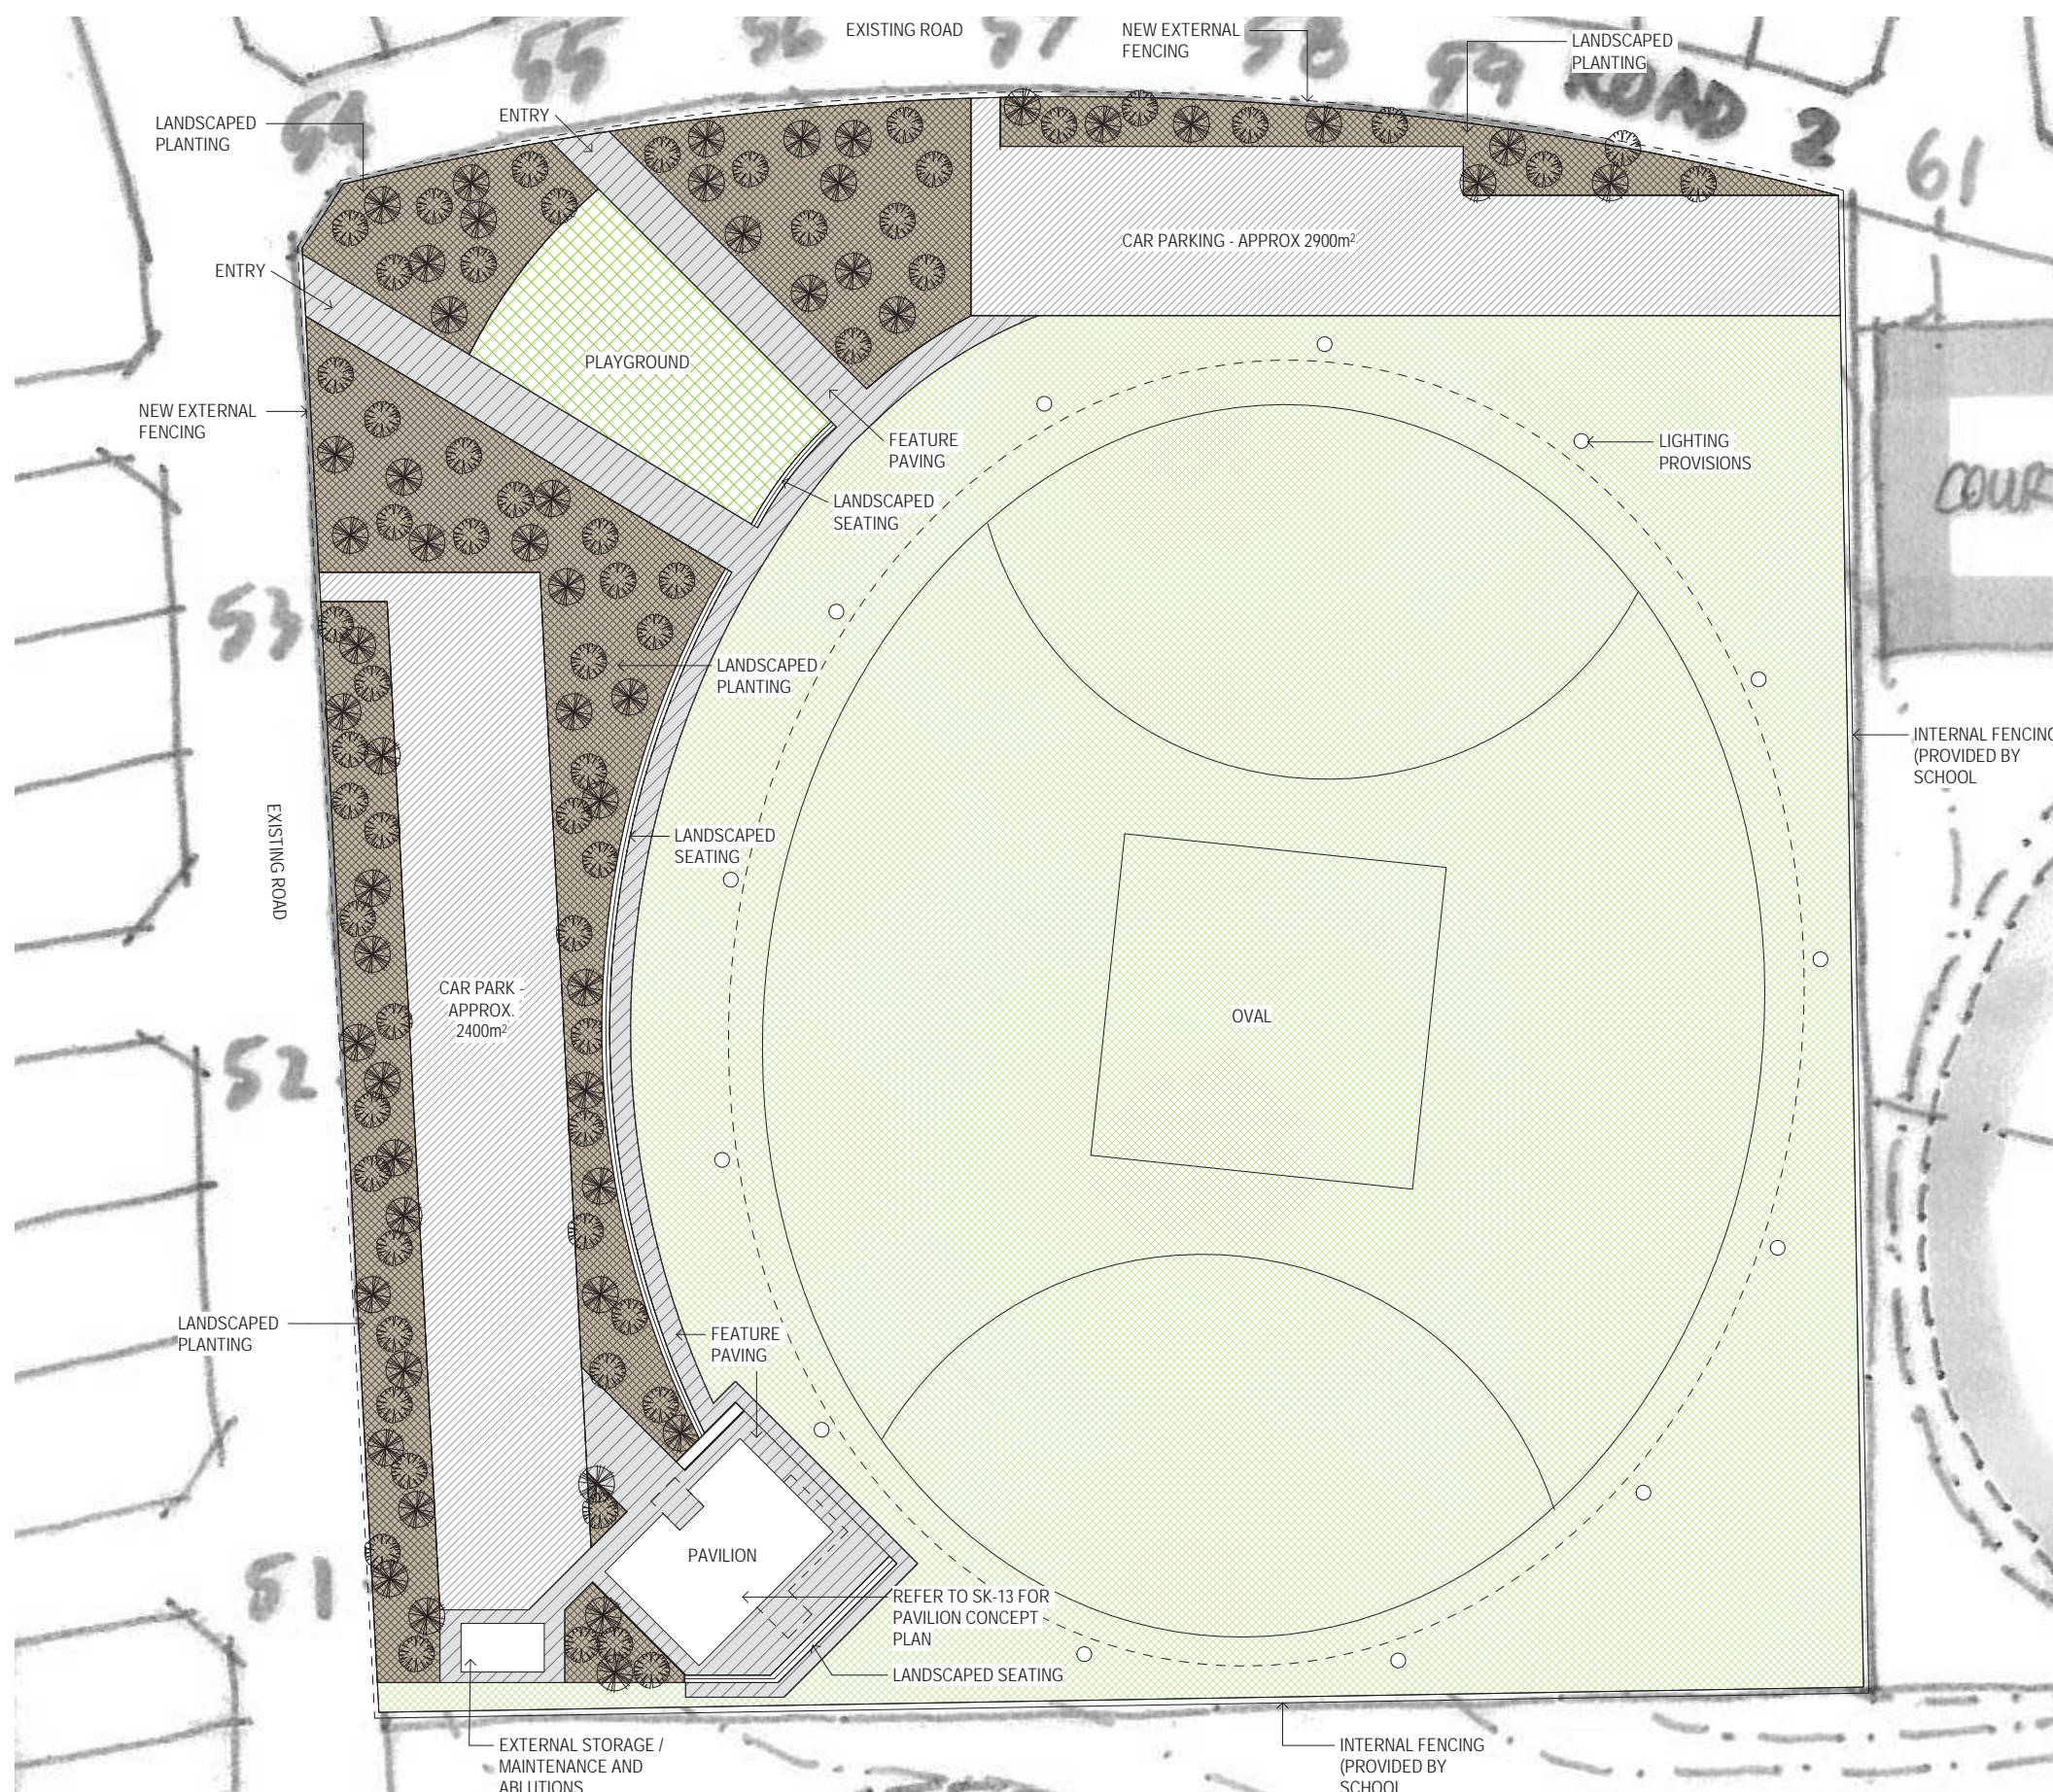 55
56
EXISTING ROAD
57
NEW EXTERNAL
FENCING
58
59
LANDSCAPED
PLANTING
ROAD 2
54
LANDSCAPED
PLANTING
ENTRY
61
ENTRY
CAR PARKING - APPROX 2900m²
PLAYGROUND
NEW EXTERNAL
FENCING
FEATURE
PAVING
LIGHTING
PROVISIONS
LANDSCAPED
SEATING
COUR
53
LANDSCAPED
PLANTING
INTERNAL FENCING
(PROVIDED BY
SCHOOL
EXISTING ROAD
LANDSCAPED
SEATING
CAR PARK -
APPROX.
2400m²
OVAL
52
LANDSCAPED
PLANTING
FEATURE
PAVING
51
PAVILION
REFER TO SK-13 FOR
PAVILION CONCEPT
PLAN
LANDSCAPED SEATING
EXTERNAL STORAGE /
MAINTENANCE AND
ABLUTIONS
INTERNAL FENCING
(PROVIDED BY
SCHOOL